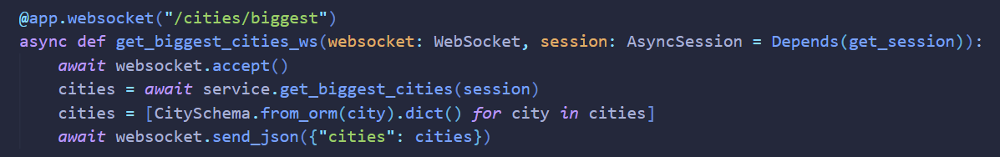 @app.websocket("/cities/biggest")
async def get_biggest_cities_ws(websocket: WebSocket, session: AsyncSession = Depends(get_session)):
    await websocket.accept()
    cities = await service.get_biggest_cities(session)
    cities = [CitySchema.from_orm(city).dict() for city in cities]
    await websocket.send_json({"cities": cities})